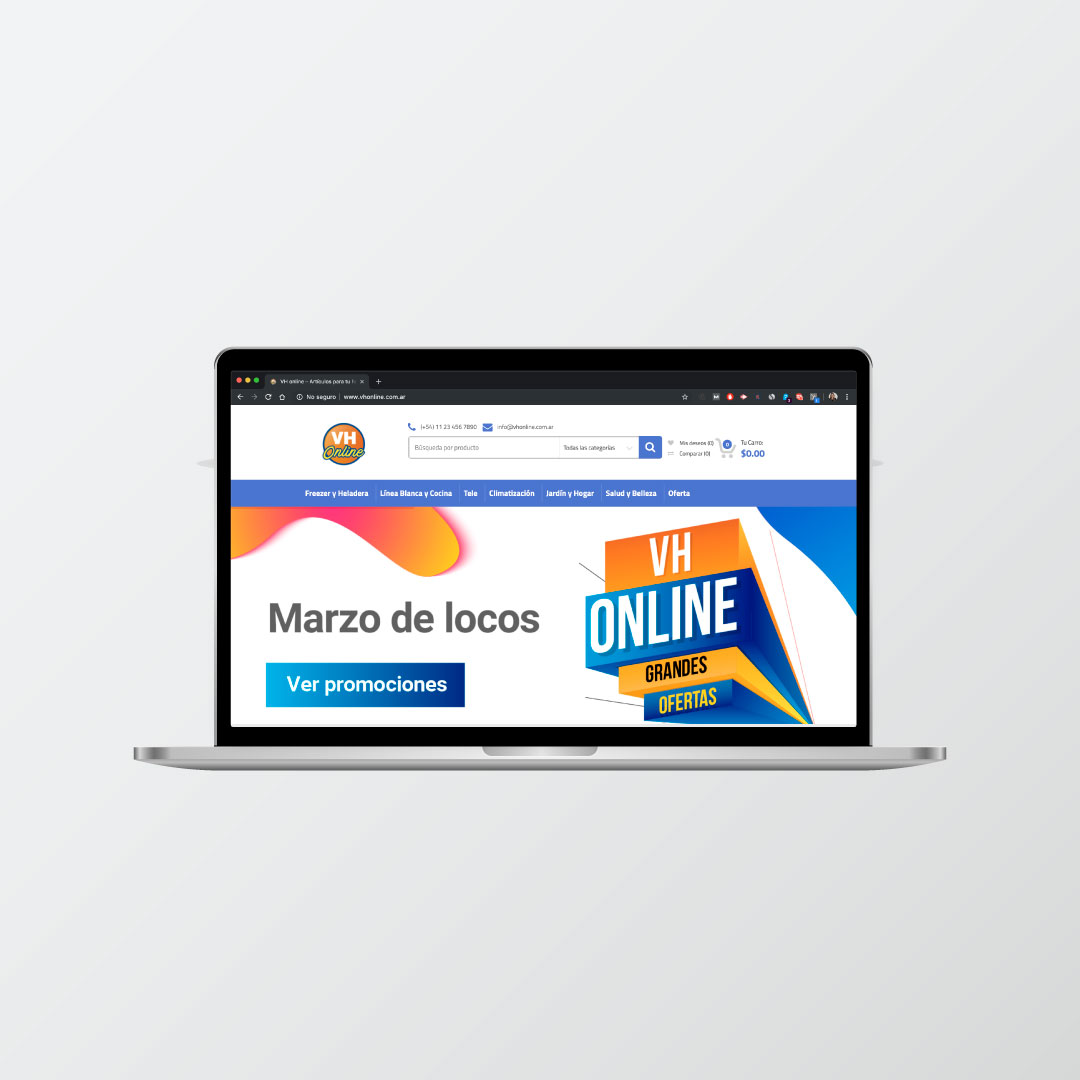 VH online – Artículos para tu h
No seguro | www.vhonline.com.ar
VH
Online
(+54) 11 23 456 7890 info@vhonline.com.ar
Búsqueda por producto Todas las categorías
Mis deseos (0)
Comparar (0)
0
Tu Carro:
$0.00
Freezer y Heladera Línea Blanca y Cocina Tele Climatización Jardín y Hogar Salud y Belleza Oferta
Marzo de locos
Ver promociones
VH
ONLINE
GRANDES
OFERTAS